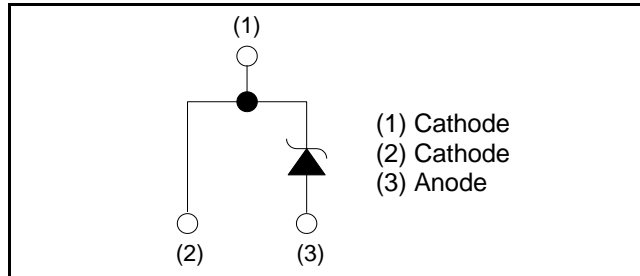 (1)
(1) Cathode
(2) Cathode
(3) Anode
(2) (3)